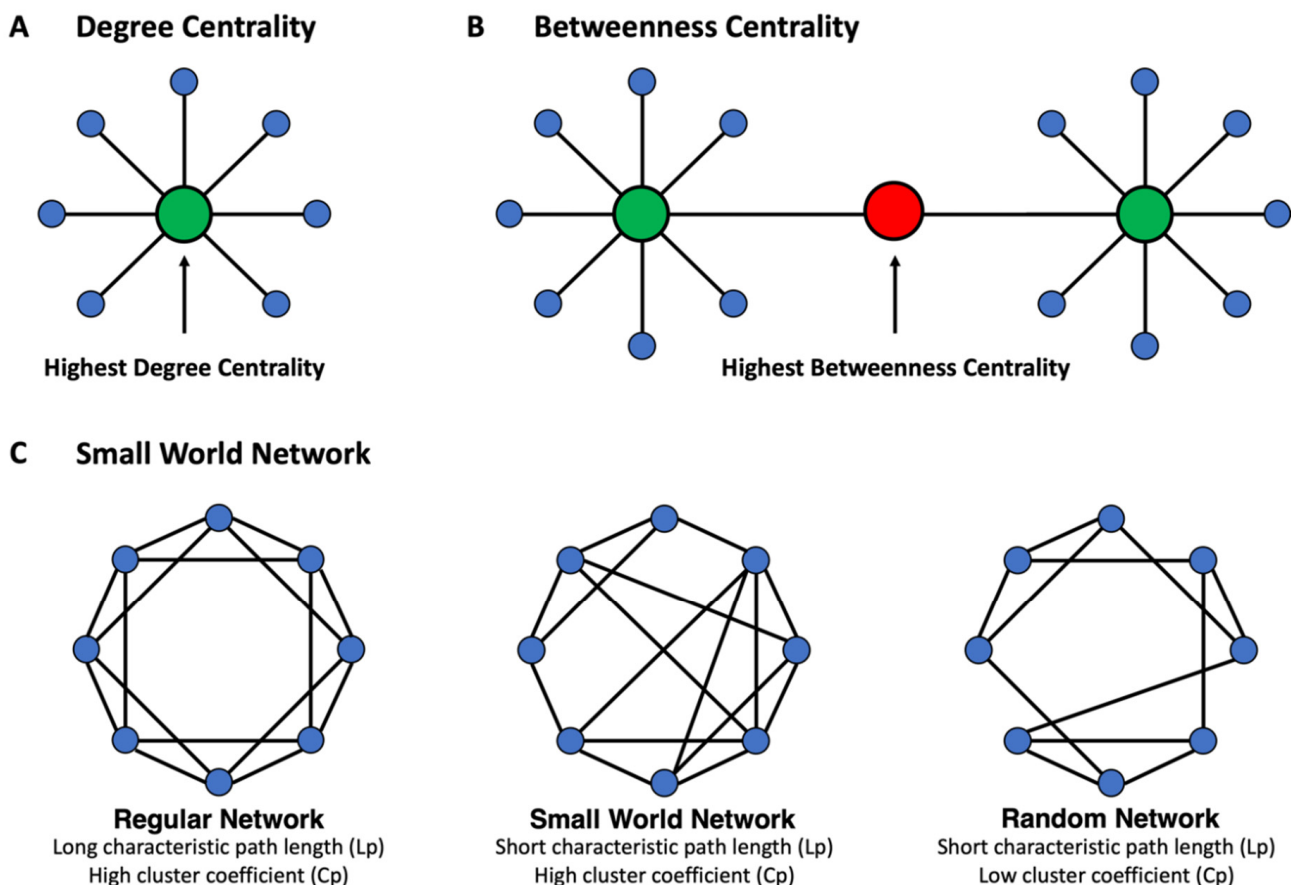 A Degree Centrality
B Betweenness Centrality
Highest Degree Centrality
Highest Betweenness Centrality
C Small World Network
Regular Network
Long characteristic path length (Lp)
High cluster coefficient (Cp)
Small World Network
Short characteristic path length (Lp)
High cluster coefficient (Cp)
Random Network
Short characteristic path length (Lp)
Low cluster coefficient (Cp)